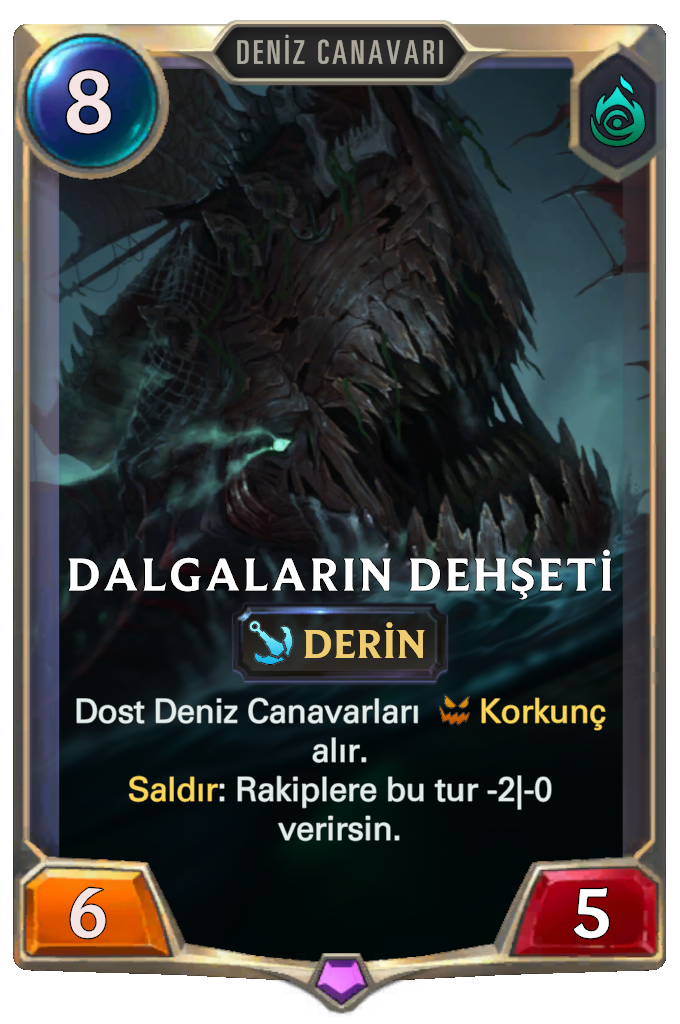 DENİZ CANAVARI
8
DALGALARIN DEHŞETİ
DERİN
Dost Deniz Canavarları Korkunç
alır.
Saldır: Rakiplere bu tur -2|-0
verirsin.
6
5